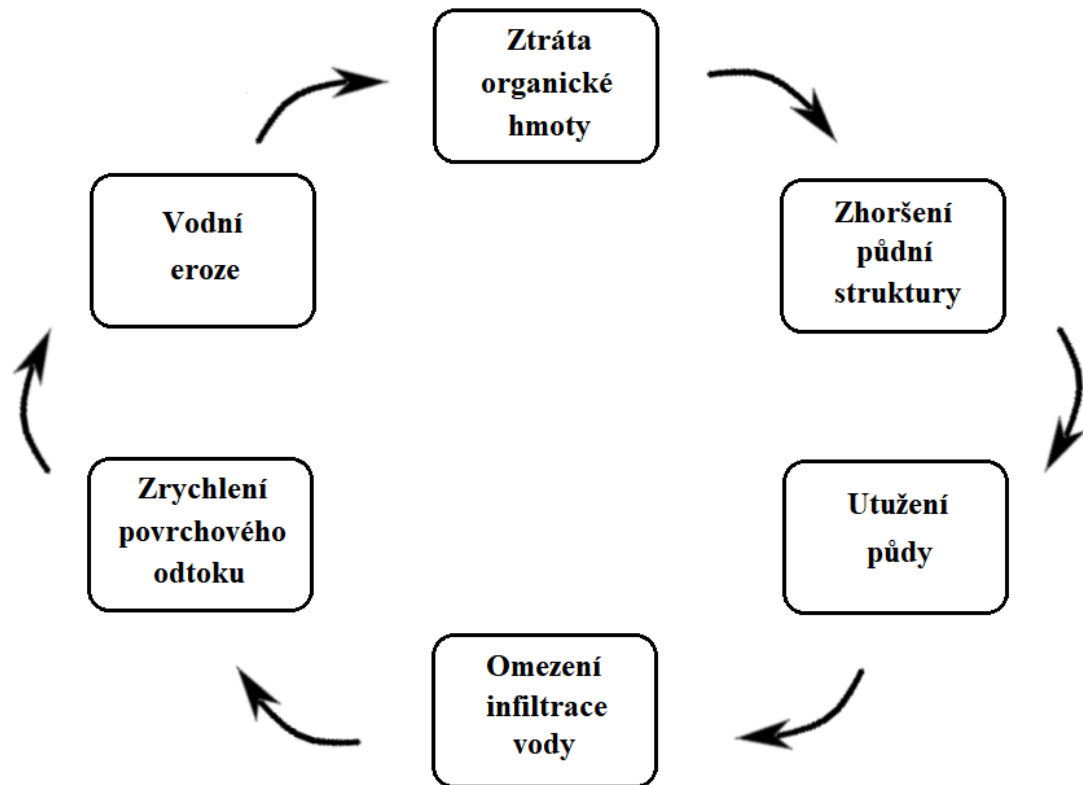 Ztráta
organické
hmoty
Zhoršení
půdní
struktury
Utužení
půdy
Omezení
infiltrace
vody
Zrychlení
povrchového
odtoku
Vodní
eroze